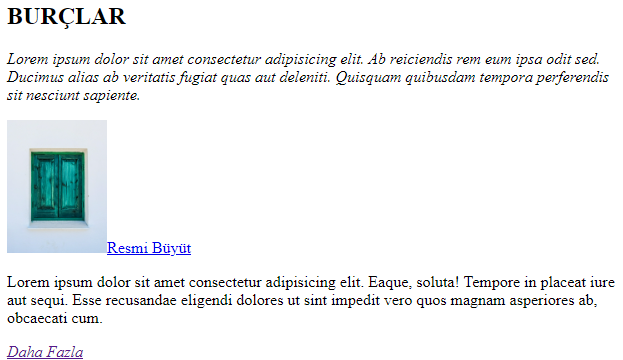 BURÇLAR
Lorem ipsum dolor sit amet consectetur adipisicing elit. Ab reiciendis rem eum ipsa odit sed.
Ducimus alias ab veritatis fugiat quas aut deleniti. Quisquam quibusdam tempora perferendis
sit nesciunt sapiente.
Resmi Büyüt
Lorem ipsum dolor sit amet consectetur adipisicing elit. Eaque, soluta! Tempore in placeat iure
aut sequi. Esse recusandae eligendi dolores ut sint impedit vero quos magnam asperiores ab,
obcaecati cum.
Daha Fazla